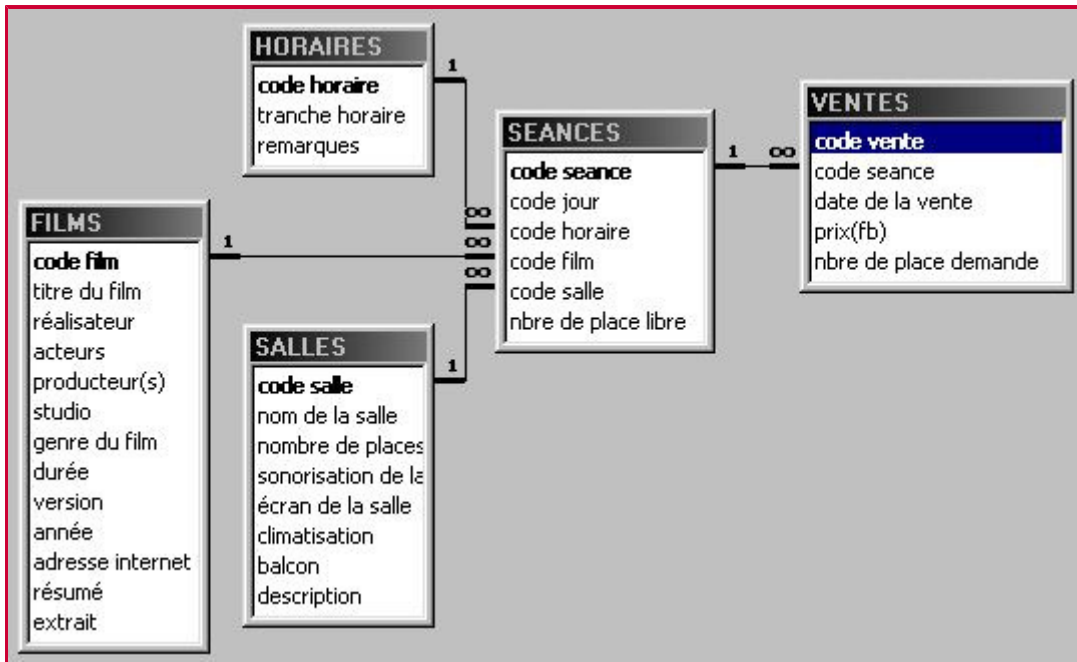 HORAIRES
code horaire
tranche horaire
remarques
1
FILMS
code film
titre du film
réalisateur
acteurs
producteur(s)
studio
genre du film
durée
version
année
adresse internet
résumé
extrait
1
SALLES
code salle
nom de la salle
nombre de places
sonorisation de la
écran de la salle
climatisation
balcon
description
1
∞
∞
∞
SEANCES
code seance
code jour
code horaire
code film
code salle
nbre de place libre
1 ∞
VENTES
code vente
code seance
date de la vente
prix(fb)
nbre de place demande